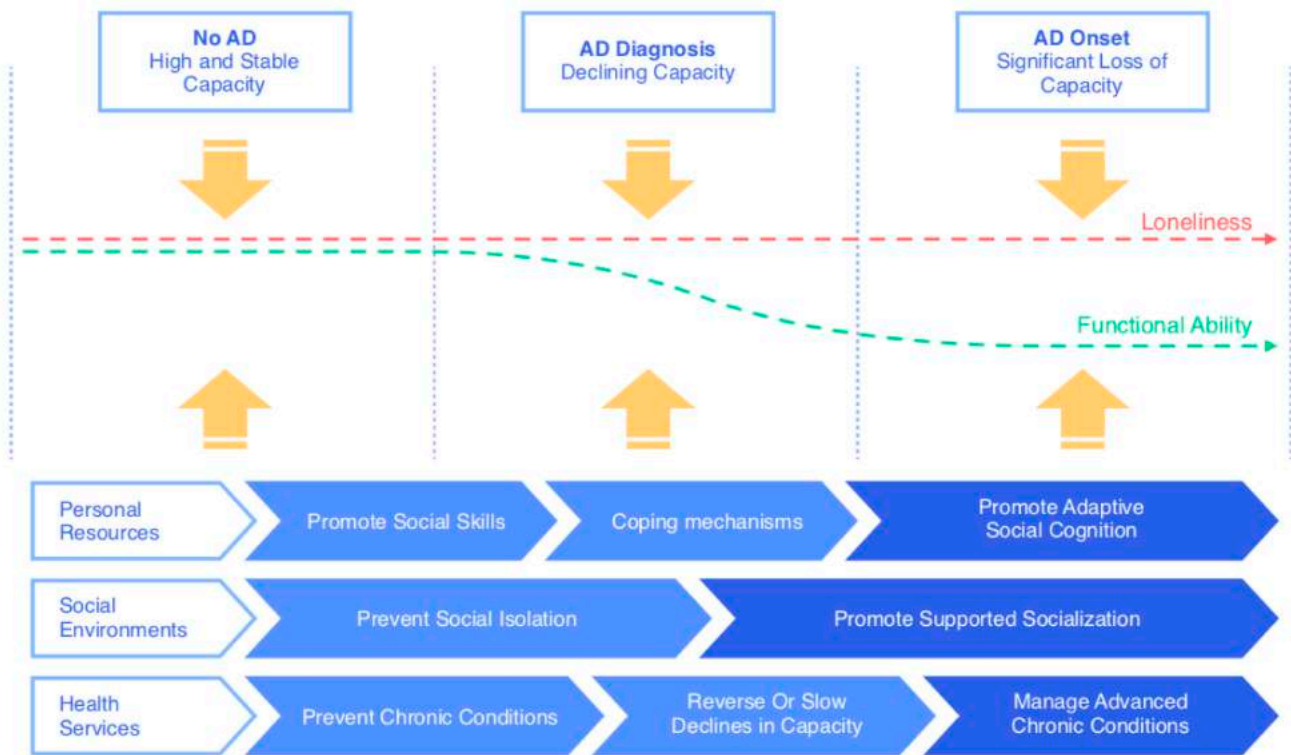 No AD
High and Stable
Capacity
AD Diagnosis
Declining Capacity
AD Onset
Significant Loss of
Capacity
Loneliness
Functional Ability
Personal
Resources
Promote Social Skills
Coping mechanisms
Promote Adaptive
Social Cognition
Social
Environments
Prevent Social Isolation
Promote Supported Socialization
Health
Services
Prevent Chronic Conditions
Reverse Or Slow
Declines in Capacity
Manage Advanced
Chronic Conditions